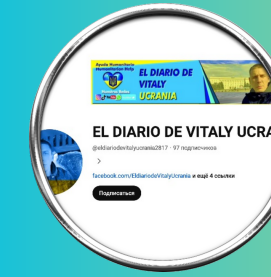 Ayuda Humanitaria
Humanitarian Help
EL DIARIO DE
VITALY
UCRANIA
EL DIARIO DE VITALY UCRA
@eldiariodevitalyucrania2817 · 97 подписчиков
facebook.com/EldiariodeVitalyUcrania и ещё 4 ссылки
Подписаться